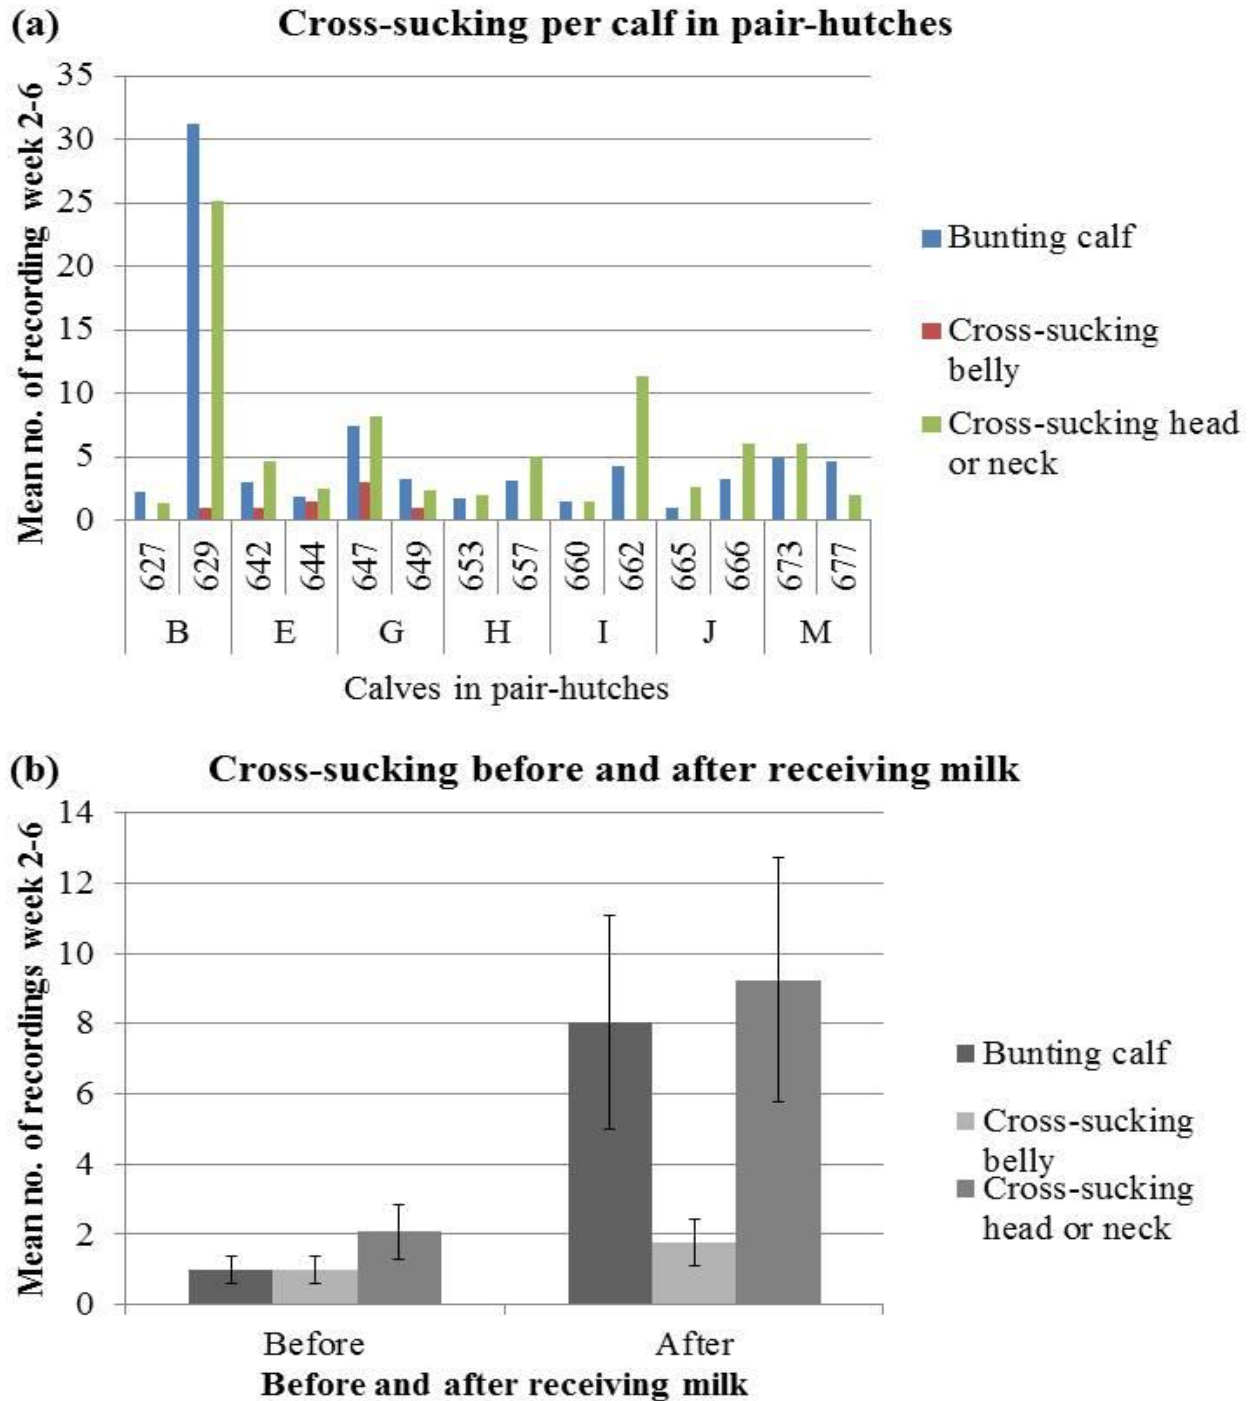 (a) Cross-sucking per calf in pair-hutches
Mean no. of recording week 2-6
35
30
25
20
15
10
5
0
Bunting calf
Cross-sucking
belly
Cross-sucking head
or neck
627 629 642 644 647 649 653 657 660 662 665 666 673 677
B E G H I J M
Calves in pair-hutches
(b) Cross-sucking before and after receiving milk
Mean no. of recordings week 2-6
14
12
10
8
6
4
2
0
Bunting calf
Cross-sucking
belly
Cross-sucking
head or neck
Before After
Before and after receiving milk